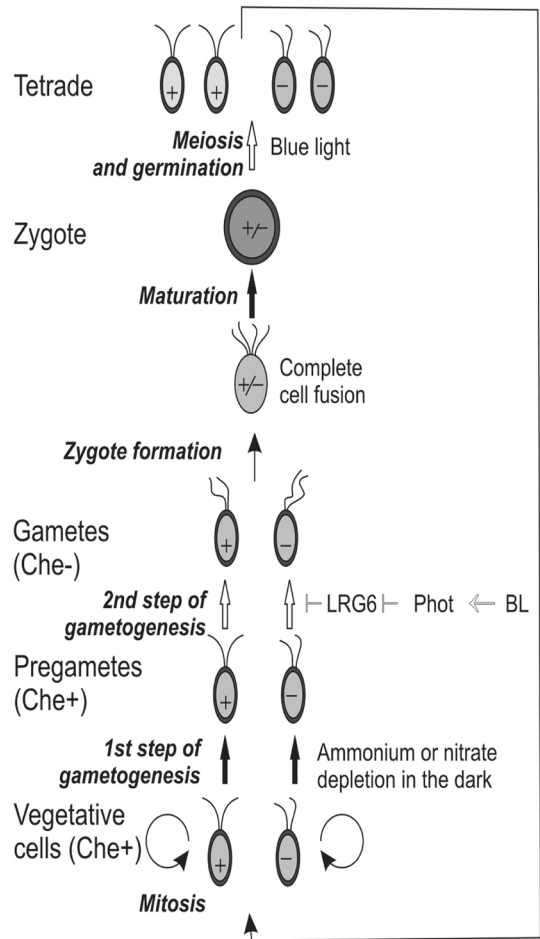 Tetrade
+ + − −
Meiosis
and germination
Blue light
Zygote
+/−
Maturation
+/−
Complete
cell fusion
Zygote formation
Gametes
(Che-)
+ −
2nd step of
gametogenesis
LRG6 Phot BL
Pregametes
(Che+)
+ −
1st step of
gametogenesis
Ammonium or nitrate
depletion in the dark
Vegetative
cells (Che+)
+ −
Mitosis